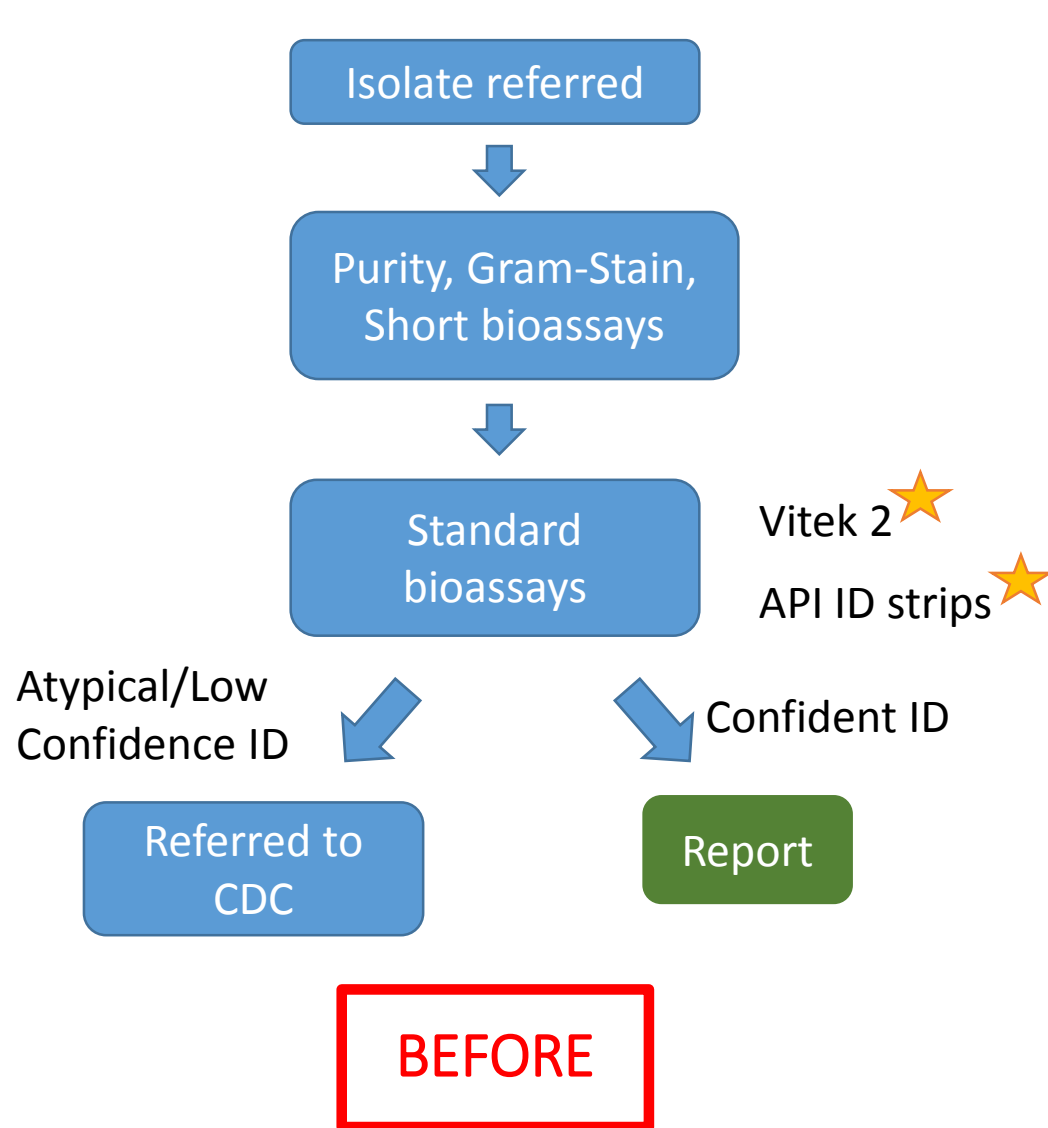 Isolate referred
Purity, Gram-Stain,
Short bioassays
Standard
bioassays
Vitek 2
API ID strips
Atypical/Low
Confidence ID
Confident ID
Referred to
CDC
Report
BEFORE